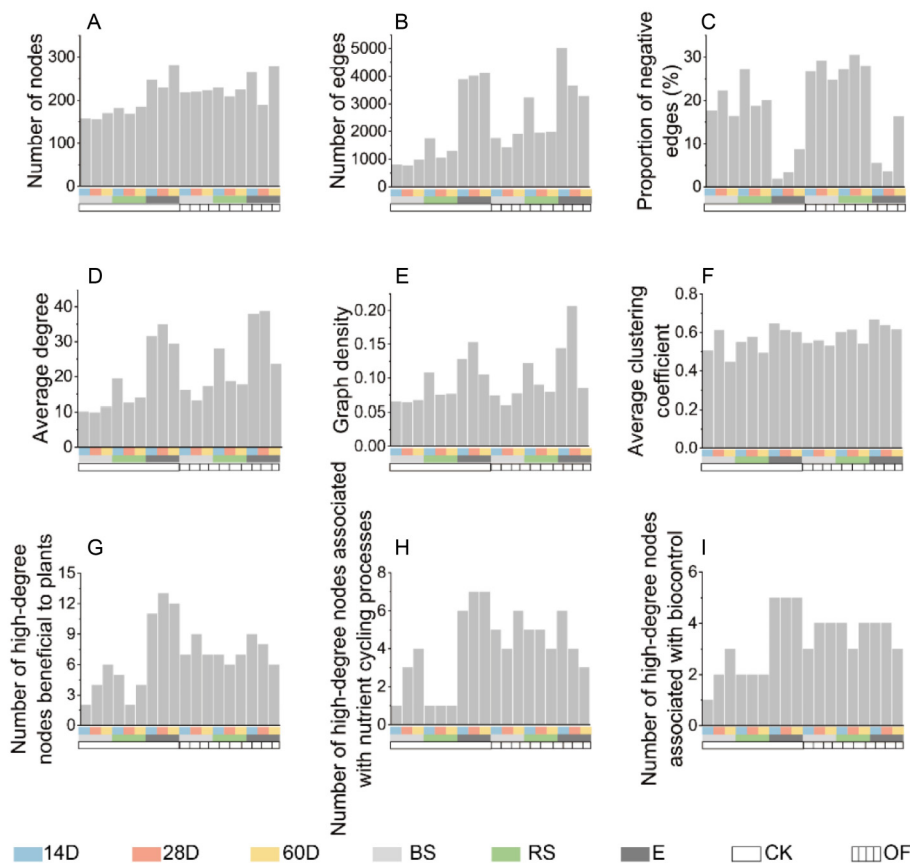 A
B
C
Number of nodes
300
200
100
0
Number of edges
5000
4000
3000
2000
1000
0
Proportion of negative
edges (%)
30
20
10
0
D
E
F
Average degree
40
30
20
10
0
Graph density
0.20
0.15
0.10
0.05
0.00
Average clustering
coefficient
0.8
0.6
0.4
0.2
0.0
G
H
I
Number of high-degree
nodes beneficial to plants
15
12
9
6
3
0
Number of high-degree nodes associated
with nutrient cycling processes
8
6
4
2
0
Number of high-degree nodes
associated with biocontrol
6
4
2
0
14D 28D 60D BS RS E CK OF